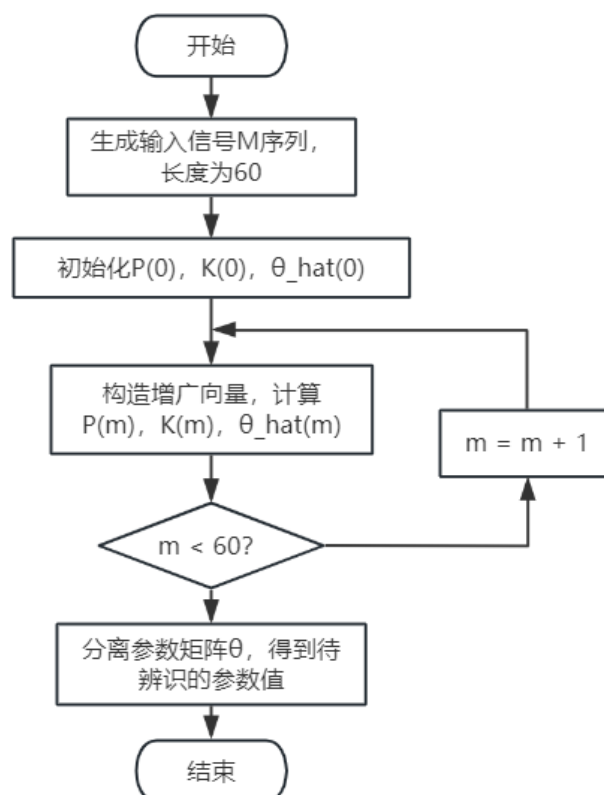 开始
生成输入信号M序列，
长度为60
初始化P(0)，K(0)，θ_hat(0)
构造增广向量，计算
P(m)，K(m)，θ_hat(m)
m = m + 1
m < 60?
分离参数矩阵θ，得到待
辨识的参数值
结束